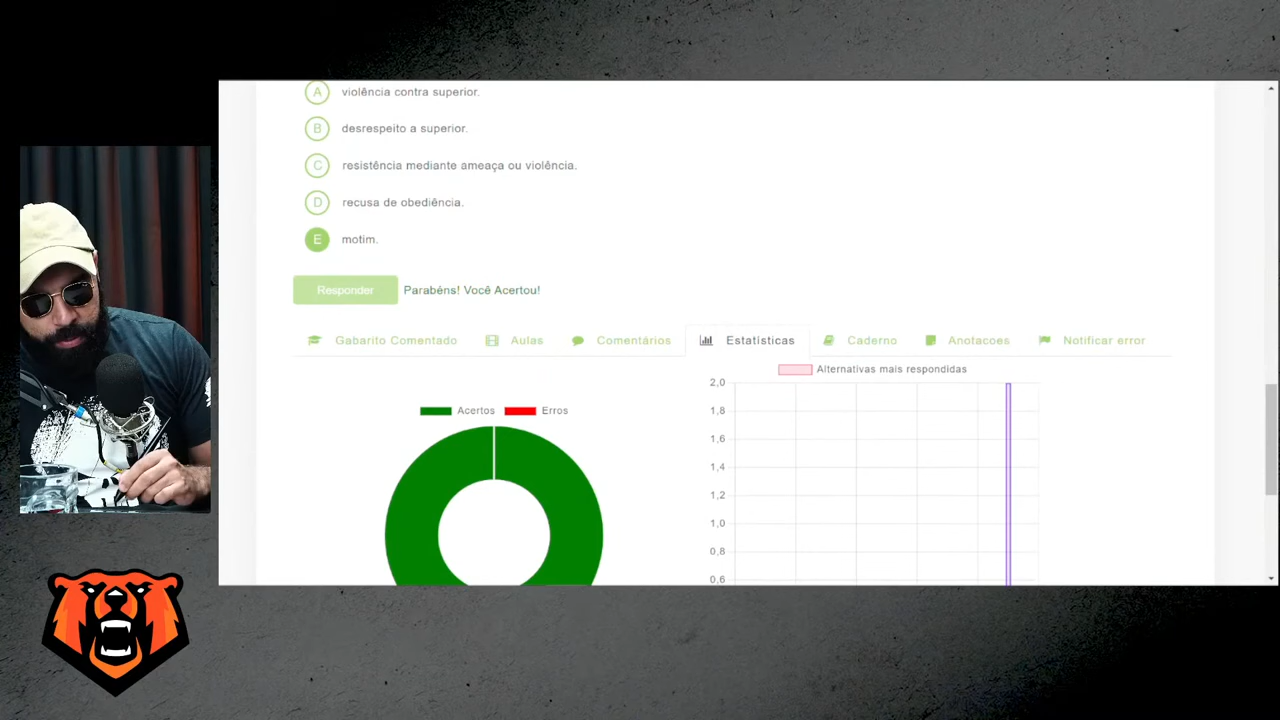 A violência contra superior.
B desrespeito a superior.
C resistência mediante ameaça ou violência.
D recusa de obediência.
E motim.
Responder Parabéns! Você Acertou!
Gabarito Comentado Aulas Comentários Estatísticas Caderno Anotacoes Notificar error
Alternativas mais respondidas
Acertos Erros
2,0
1,8
1,6
1,4
1,2
1,0
0,8
0,6